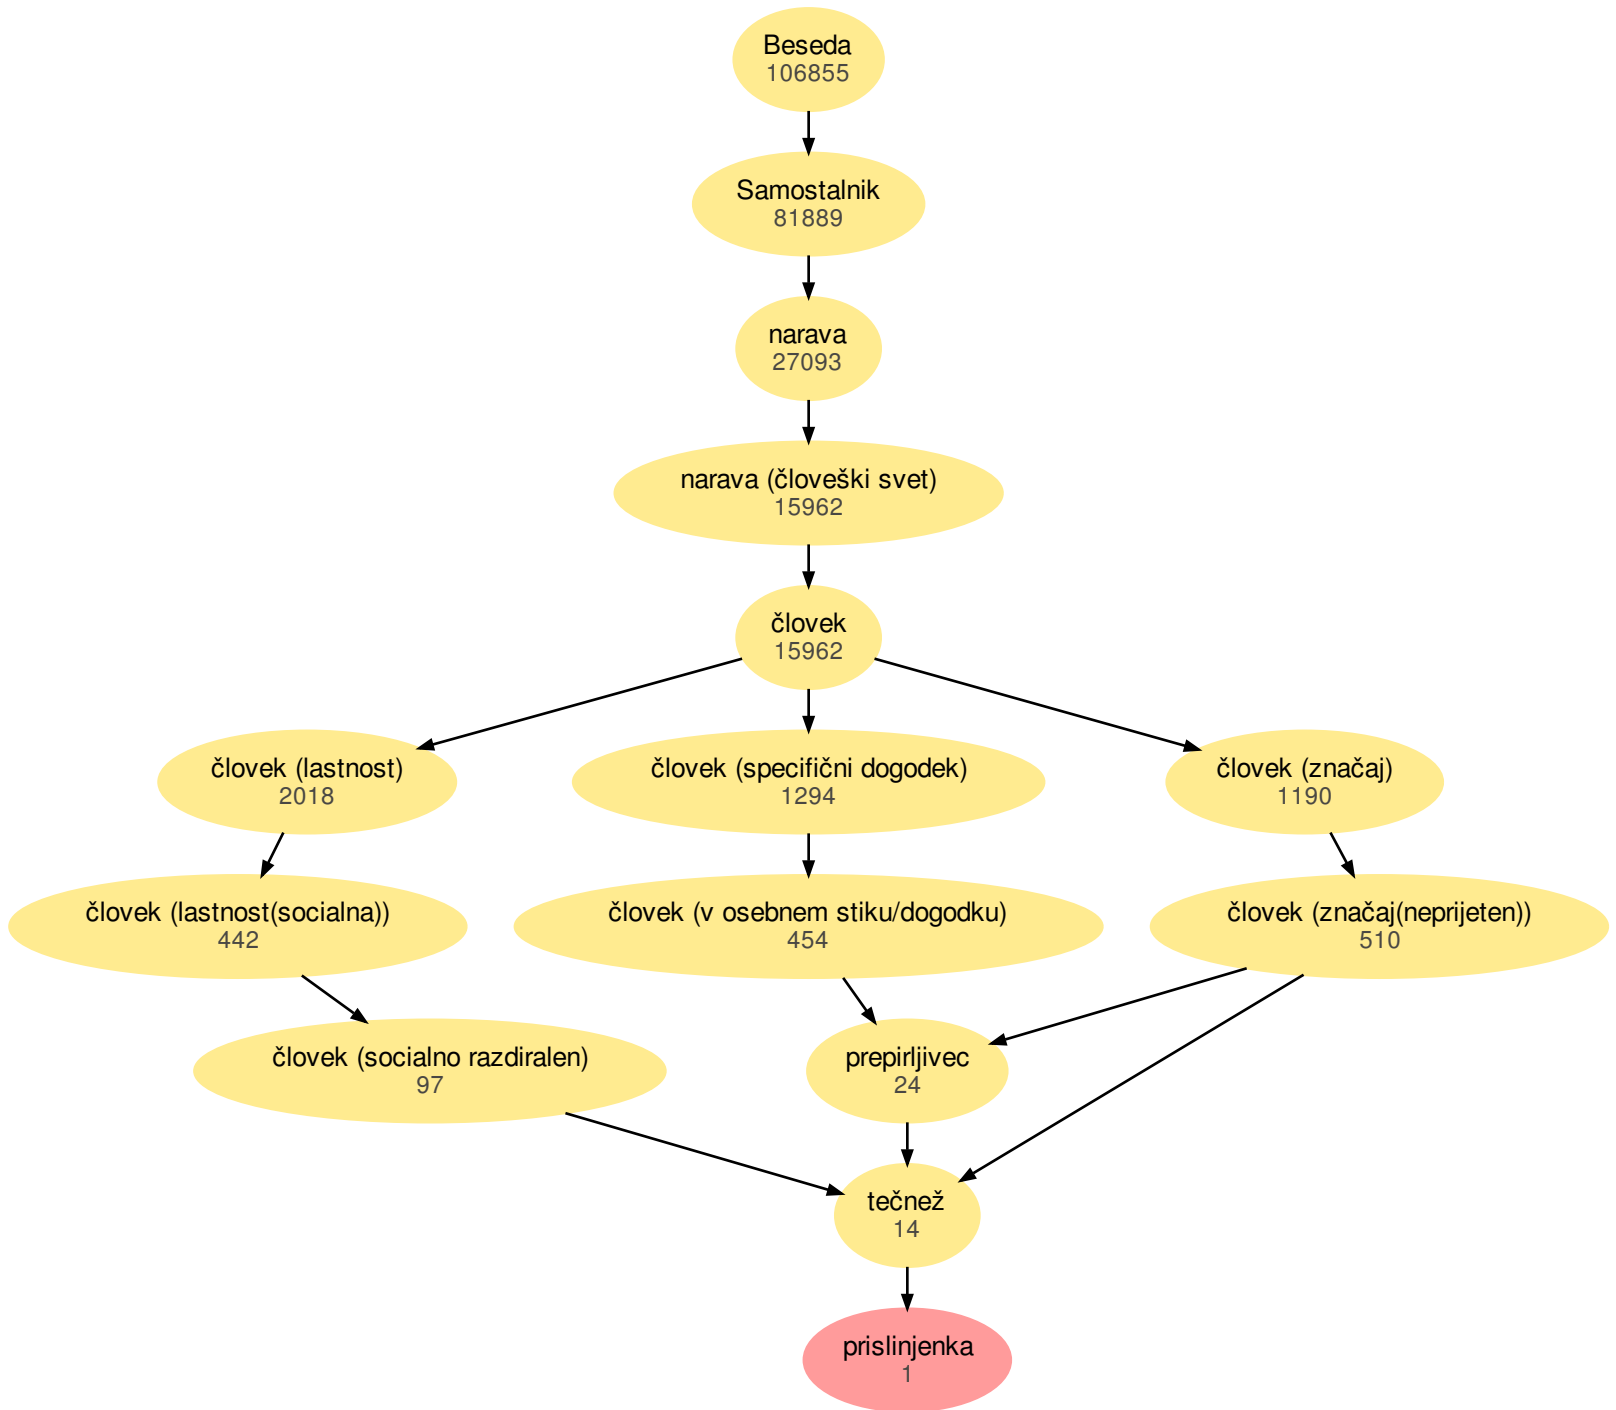 Beseda
106855
Samostalnik
81889
narava
27093
narava (človeški svet)
15962
človek
15962
človek (lastnost)
2018
človek (specifični dogodek)
1294
človek (značaj)
1190
človek (lastnost(socialna))
442
človek (v osebnem stiku/dogodku)
454
človek (značaj(neprijeten))
510
človek (socialno razdiralen)
97
prepirljivec
24
tečnež
14
prislinjenka
1